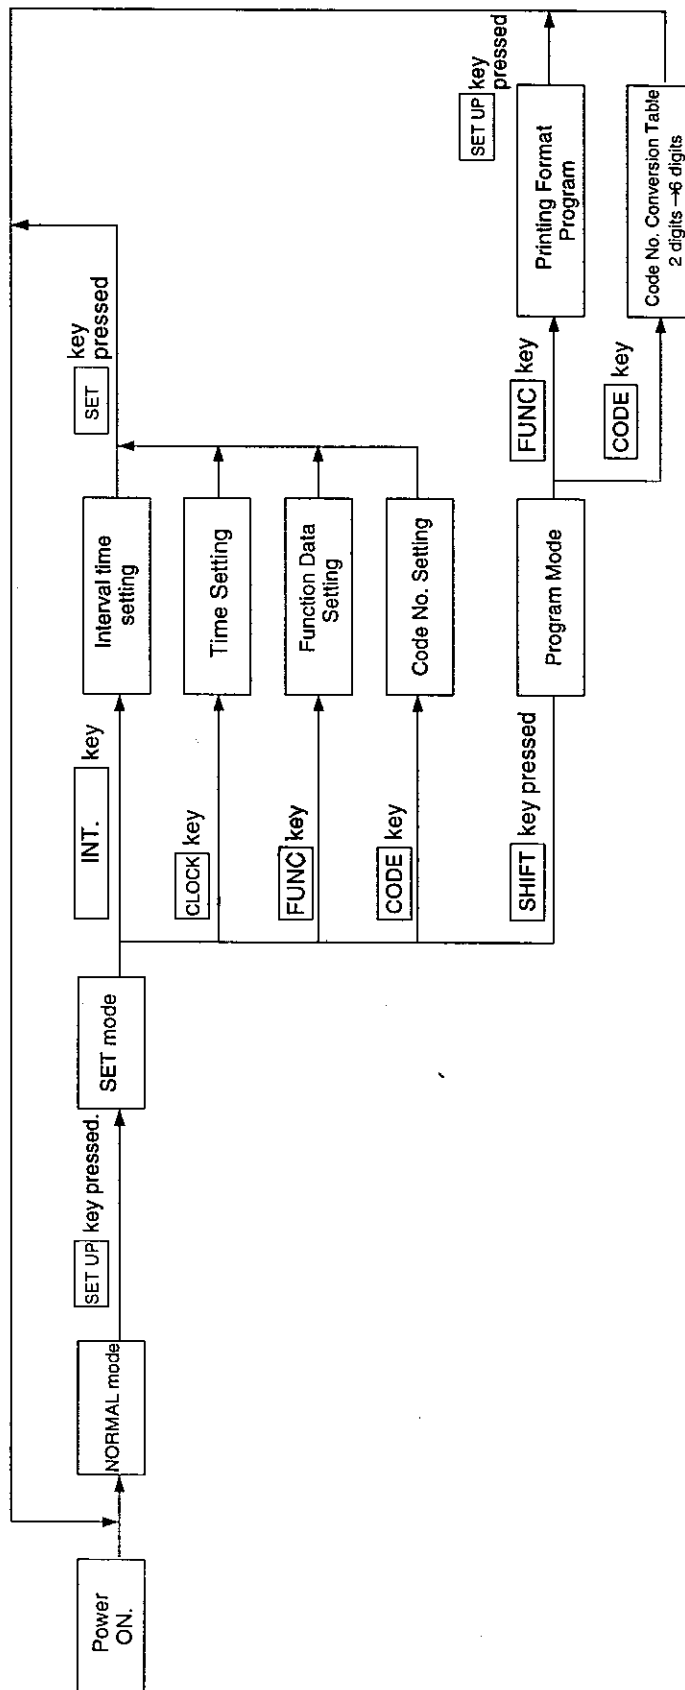 Power
ON.
NORMAL mode
SET UP key pressed.
SET mode
INT. key
Interval time
setting
SET key
pressed
CLOCK key
Time Setting
FUNC key
Function Data
Setting
CODE key
Code No. Setting
SHIFT key pressed
Program Mode
FUNC key
Printing Format
Program
SET UP key
pressed
CODE key
Code No. Conversion Table
2 digits →6 digits